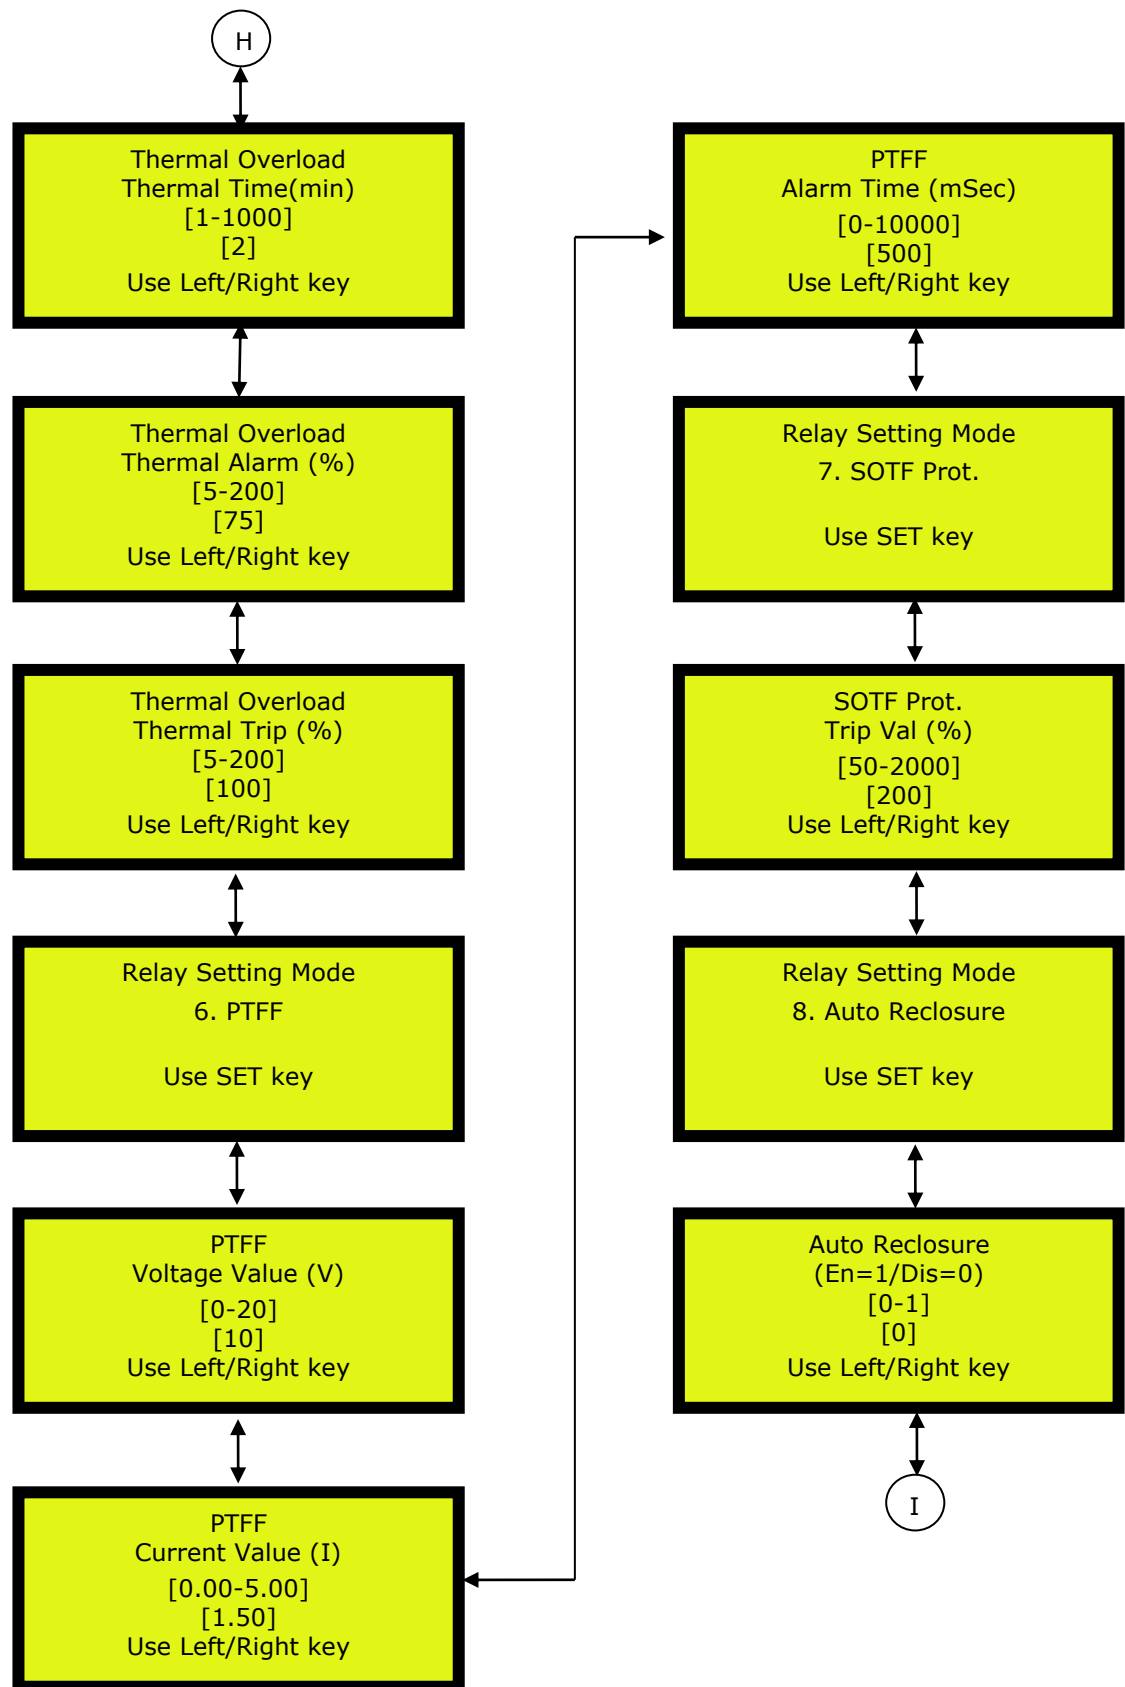 H
Thermal Overload
Thermal Time(min)
[1-1000]
[2]
Use Left/Right key
Thermal Overload
Thermal Alarm (%)
[5-200]
[75]
Use Left/Right key
Thermal Overload
Thermal Trip (%)
[5-200]
[100]
Use Left/Right key
Relay Setting Mode
6. PTFF
Use SET key
PTFF
Voltage Value (V)
[0-20]
[10]
Use Left/Right key
PTFF
Current Value (I)
[0.00-5.00]
[1.50]
Use Left/Right key
PTFF
Alarm Time (mSec)
[0-10000]
[500]
Use Left/Right key
Relay Setting Mode
7. SOTF Prot.
Use SET key
SOTF Prot.
Trip Val (%)
[50-2000]
[200]
Use Left/Right key
Relay Setting Mode
8. Auto Reclosure
Use SET key
Auto Reclosure
(En=1/Dis=0)
[0-1]
[0]
Use Left/Right key
I